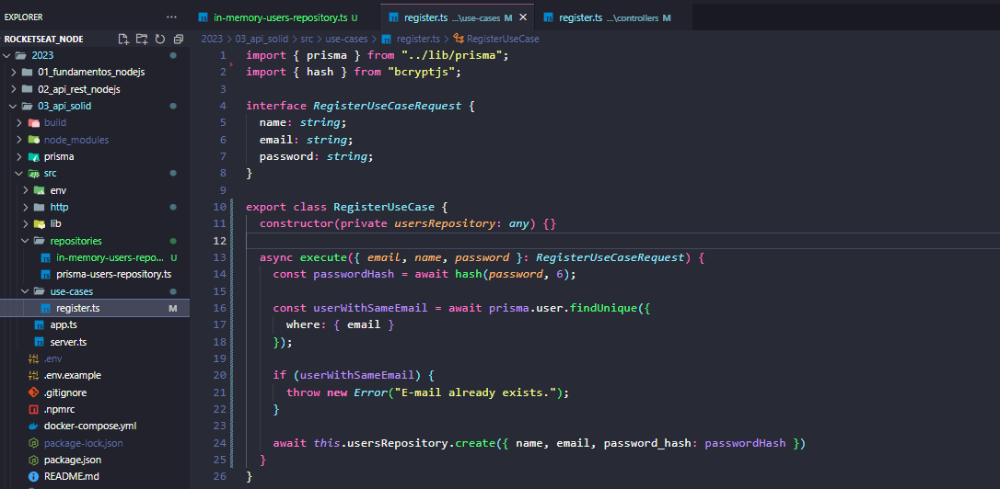 EXPLORER ...
in-memory-users-repository.ts U
register.ts ...\use-cases M
register.ts ...\controllers M
ROCKETSEAT_NODE
2023 > 03_api_solid > src > use-cases > register.ts > RegisterUseCase
2023
01_fundamentos_nodejs
02_api_rest_nodejs
03_api_solid
build
node_modules
prisma
src
env
http
lib
repositories
in-memory-users-repo... U
prisma-users-repository.ts
use-cases
register.ts M
app.ts
server.ts
.env
.env.example
.gitignore
.npmrc
docker-compose.yml
package-lock.json
package.json
README.md
1 import { prisma } from "../lib/prisma";
2 import { hash } from "bcryptjs";
3
4 interface RegisterUseCaseRequest {
5   name: string;
6   email: string;
7   password: string;
8 }
9
10 export class RegisterUseCase {
11   constructor(private usersRepository: any) {}
12
13   async execute({ email, name, password }: RegisterUseCaseRequest) {
14     const passwordHash = await hash(password, 6);
15
16     const userWithSameEmail = await prisma.user.findUnique({
17       where: { email }
18     });
19
20     if (userWithSameEmail) {
21       throw new Error("E-mail already exists.");
22     }
23
24     await this.usersRepository.create({ name, email, password_hash: passwordHash })
25   }
26 }